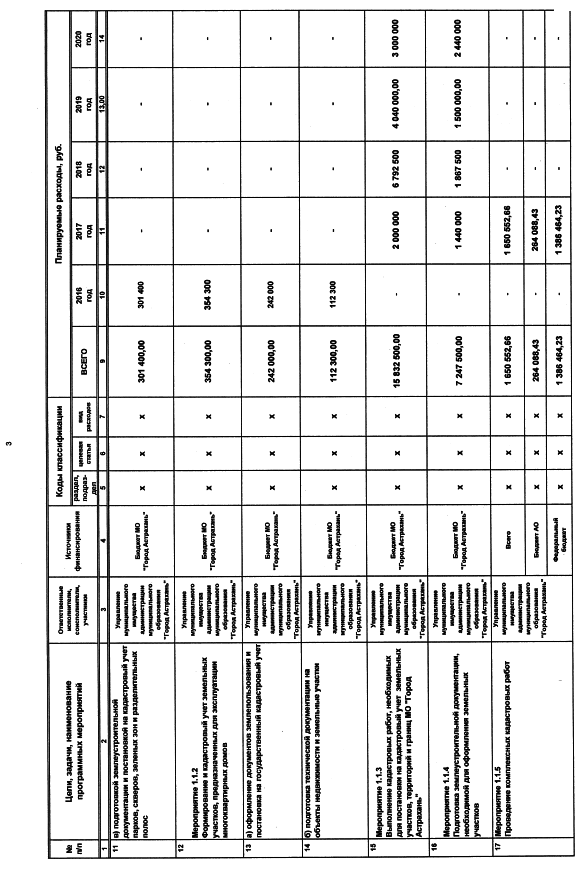 3
№
п/п
Цели, задачи, наименование
программных мероприятий
Ответственные
исполнители,
соисполнители,
участники
Источники
финансирования
Коды классификации
раздел,
подраз-
дел
целевая
статья
вид
расходов
Планируемые расходы, руб.
ВСЕГО
2016
год
2017
год
2018
год
2019
год
2020
год
1 2 3 4 5 6 7 9 10 11 12 13,00 14
11
в) подготовкой землеустроительной
документации и постановкой на кадастровый учет
парков, скверов, зеленых зон и разделительных
полос
Управление
муниципального
имущества
администрации
муниципального
образования
"Город Астрахань"
Бюджет МО
"Город Астрахань"
х х х 301 400,00 301 400 - - - -
12
Мероприятие 1.1.2
Формирование и кадастровый учет земельных
участков, предназначенных для эксплуатации
многоквартирных домов
Управление
муниципального
имущества
администрации
муниципального
образования
"Город Астрахань"
Бюджет МО
"Город Астрахань"
х х х 354 300,00 354 300 - - - -
13
а) оформление документов землепользования и
постановка на государственный кадастровый учет
Управление
муниципального
имущества
администрации
муниципального
образования
"Город Астрахань"
Бюджет МО
"Город Астрахань"
х х х 242 000,00 242 000 - - - -
14
б) подготовка технической документации на
объекты недвижимости и земельные участки
Управление
муниципального
имущества
администрации
муниципального
образования
"Город Астрахань"
Бюджет МО
"Город Астрахань"
х х х 112 300,00 112 300 - - - -
15
Мероприятие 1.1.3
Выполнение кадастровых работ, необходимых
для постановки на кадастровый учет земельных
участков, территорий и границ МО "Город
Астрахань"
Управление
муниципального
имущества
администрации
муниципального
образования
"Город Астрахань"
Бюджет МО
"Город Астрахань"
х х х 15 832 500,00 - 2 000 000 6 792 500 4 040 000,00 3 000 000
16
Мероприятие 1.1.4
Подготовка землеустроительной документации,
необходимой для оформления земельных
участков
Управление
муниципального
имущества
администрации
муниципального
образования
"Город Астрахань"
Бюджет МО
"Город Астрахань"
х х х 7 247 500,00 - 1 440 000 1 867 500 1 500 000,00 2 440 000
17
Мероприятие 1.1.5
Проведение комплексных кадастровых работ
Управление
муниципального
имущества
администрации
муниципального
образования
"Город Астрахань"
Всего
х х х 1 650 552,66 - 1 650 552,66 - - -
Бюджет АО
х х х 264 088,43 - 264 088,43 - - -
Федеральный
бюджет
х х х 1 386 464,23 - 1 386 464,23 - - -